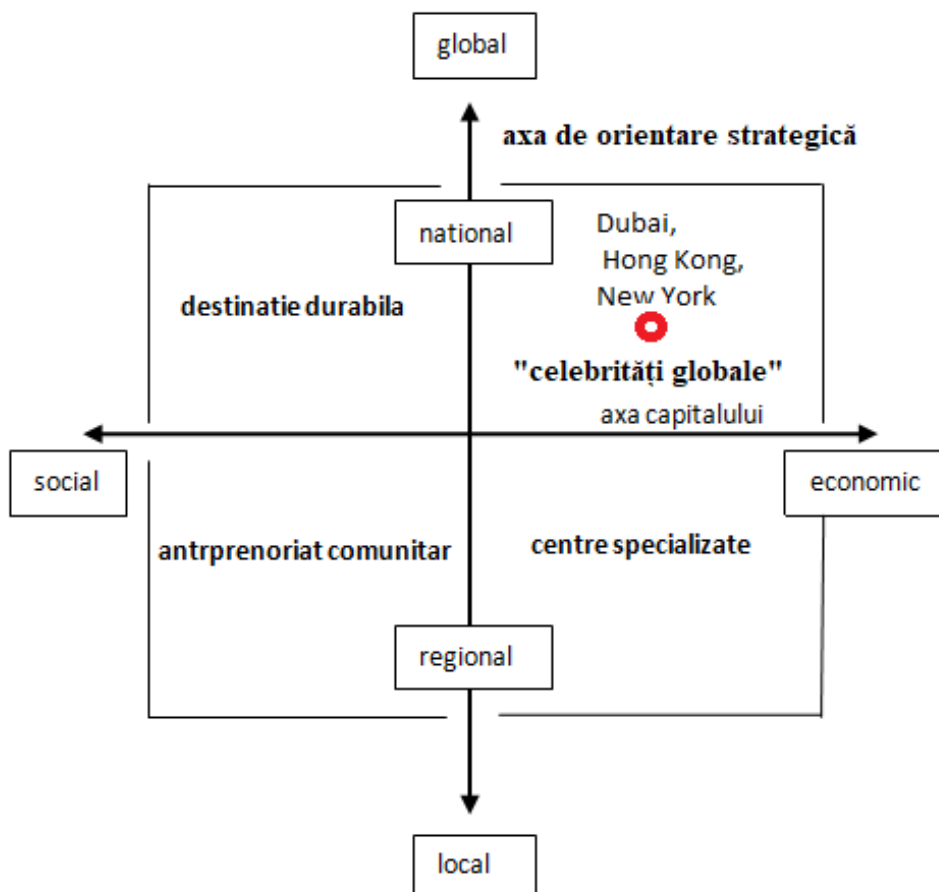 global
axa de orientare strategică
national
Dubai,
Hong Kong,
New York
destinatie durabila
"celebrități globale"
axa capitalului
social
economic
antrprenoriat comunitar
centre specializate
regional
local